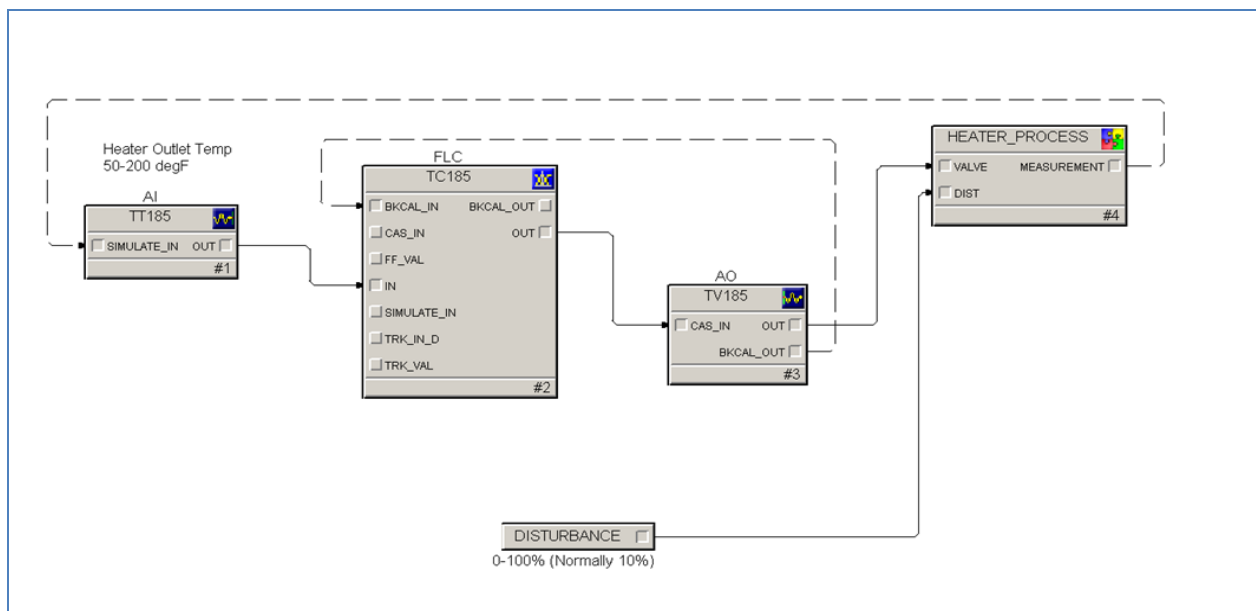 Heater Outlet Temp
50-200 degF
AI
TT185
SIMULATE_IN OUT
#1
FLC
TC185
BKCAL_IN BKCAL_OUT
CAS_IN OUT
FF_VAL
IN
SIMULATE_IN
TRK_IN_D
TRK_VAL
#2
AO
TV185
CAS_IN OUT
BKCAL_OUT
#3
HEATER_PROCESS
VALVE MEASUREMENT
DIST
#4
DISTURBANCE
0-100% (Normally 10%)